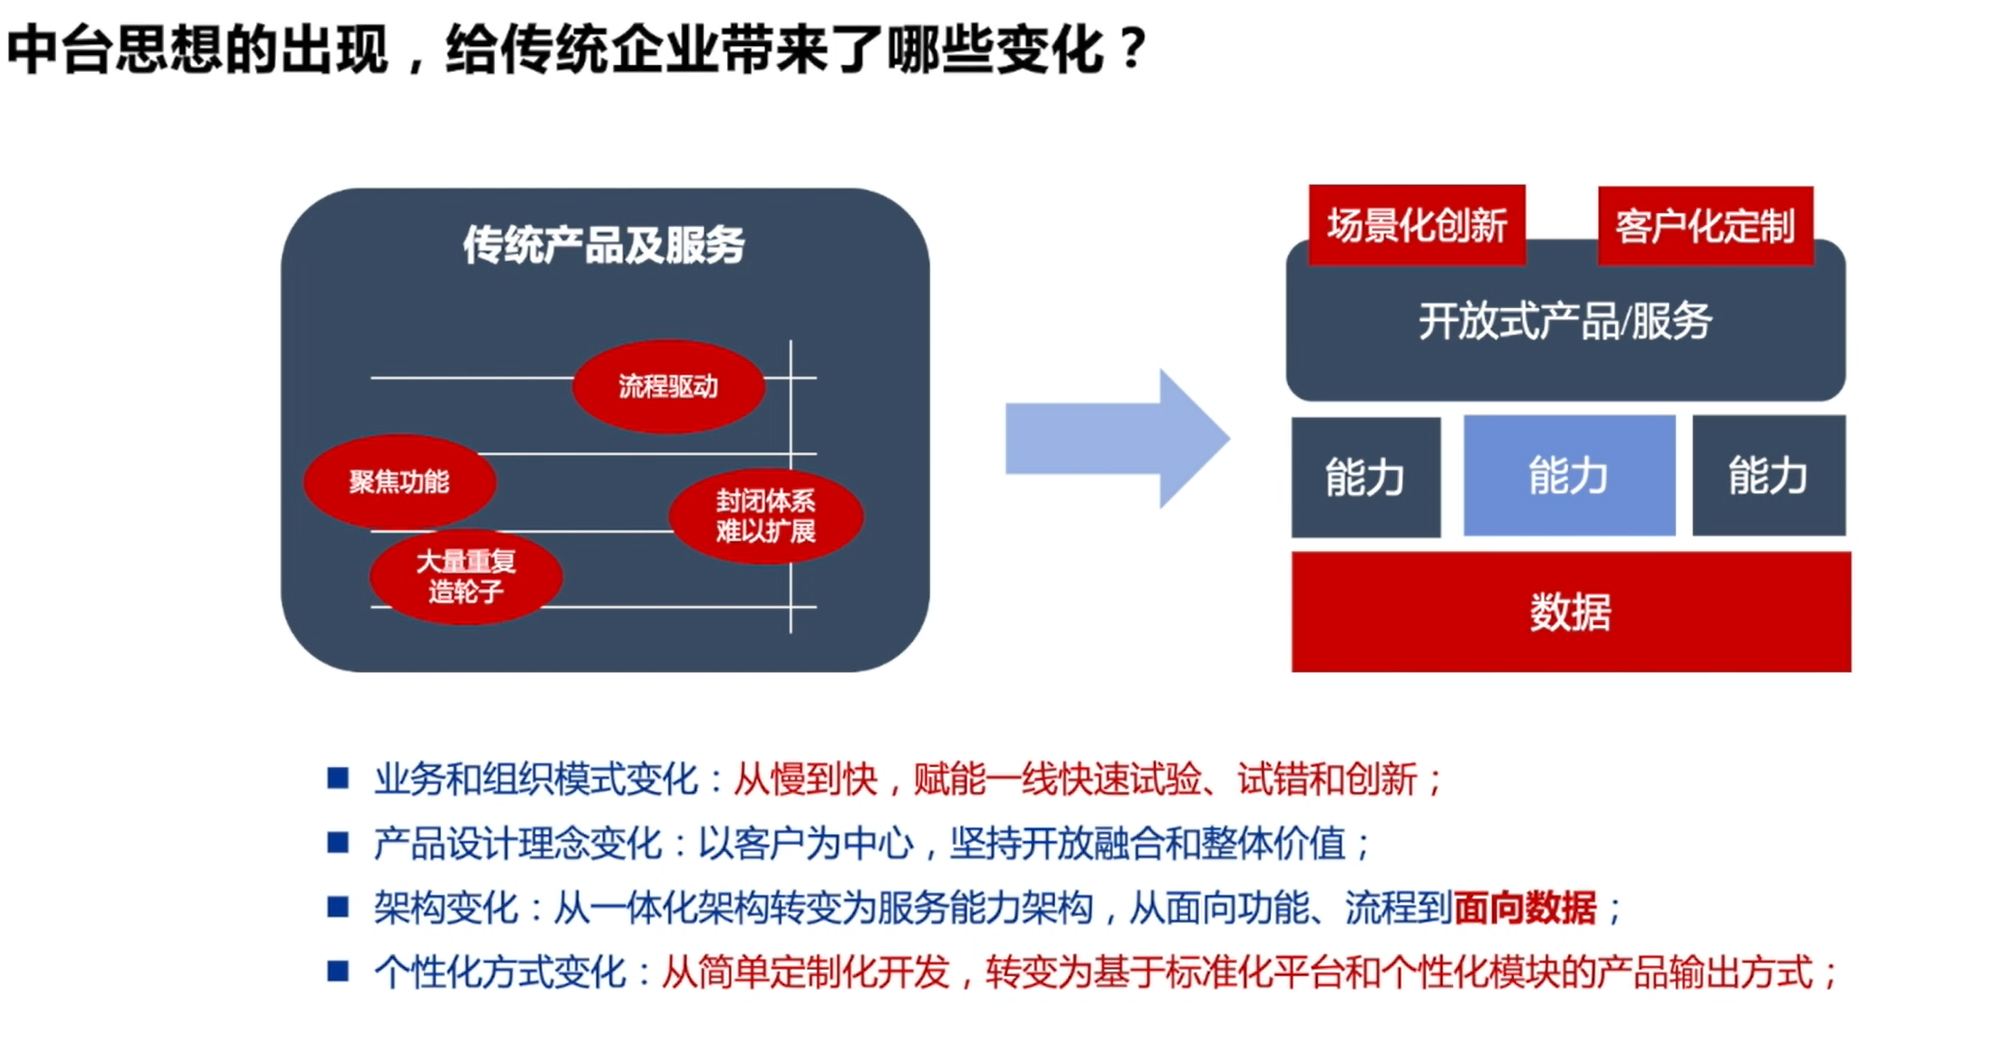 中台思想的出现，给传统企业带来了哪些变化？
传统产品及服务
流程驱动
聚焦功能
封闭体系
难以扩展
大量重复
造轮子
场景化创新
客户化定制
开放式产品/服务
能力
能力
能力
数据
■ 业务和组织模式变化：从慢到快，赋能一线快速试验、试错和创新；
■ 产品设计理念变化：以客户为中心，坚持开放融合和整体价值；
■ 架构变化：从一体化架构转变为服务能力架构，从面向功能、流程到面向数据；
■ 个性化方式变化：从简单定制化开发，转变为基于标准化平台和个性化模块的产品输出方式；